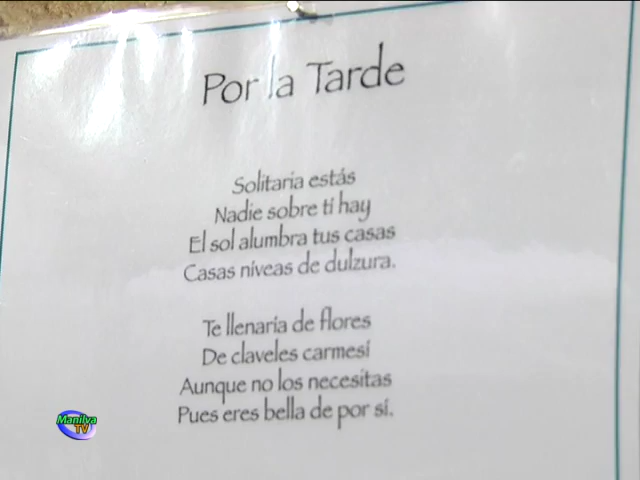 Por la Tarde
Solitaria estás
Nadie sobre ti hay
El sol alumbra tus casas
Casas níveas de dulzura.
Te llenaría de flores
De claveles carmesí
Aunque no los necesitas
Pues eres bella de por sí.
Manilva
TV